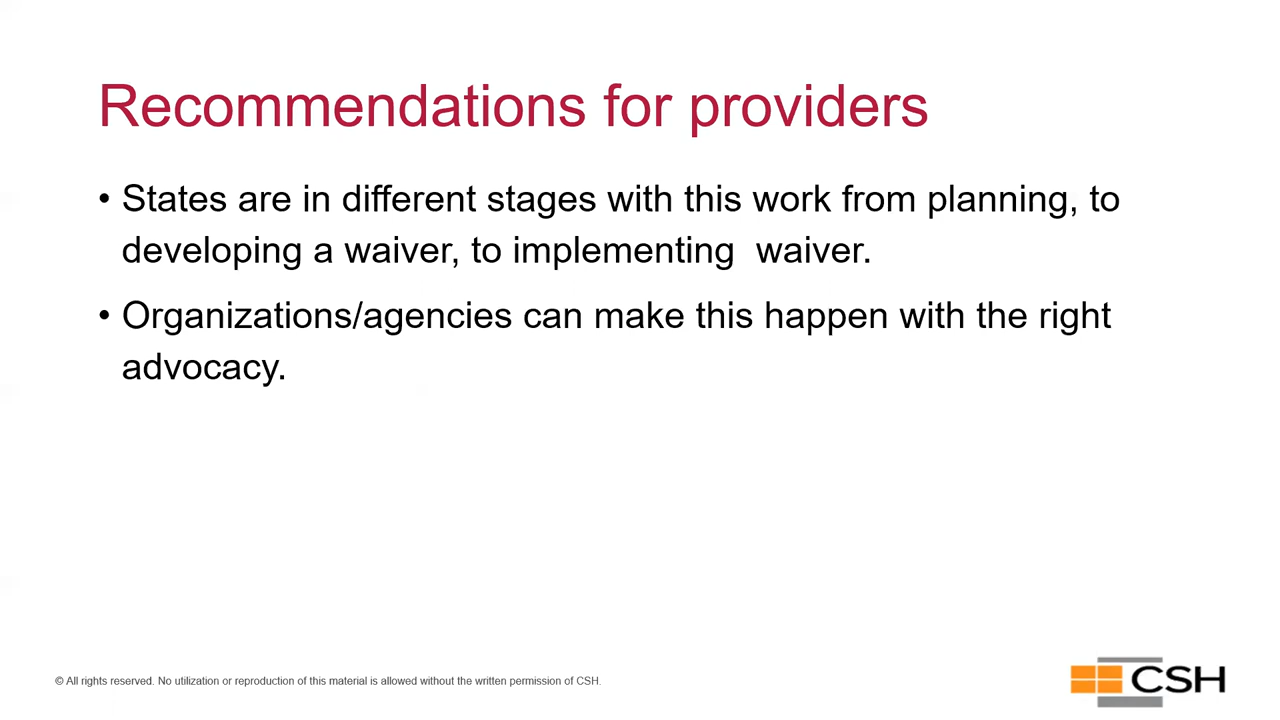 Recommendations for providers
• States are in different stages with this work from planning, to
developing a waiver, to implementing  waiver.
• Organizations/agencies can make this happen with the right
advocacy.
© All rights reserved. No utilization or reproduction of this material is allowed without the written permission of CSH.
CSH